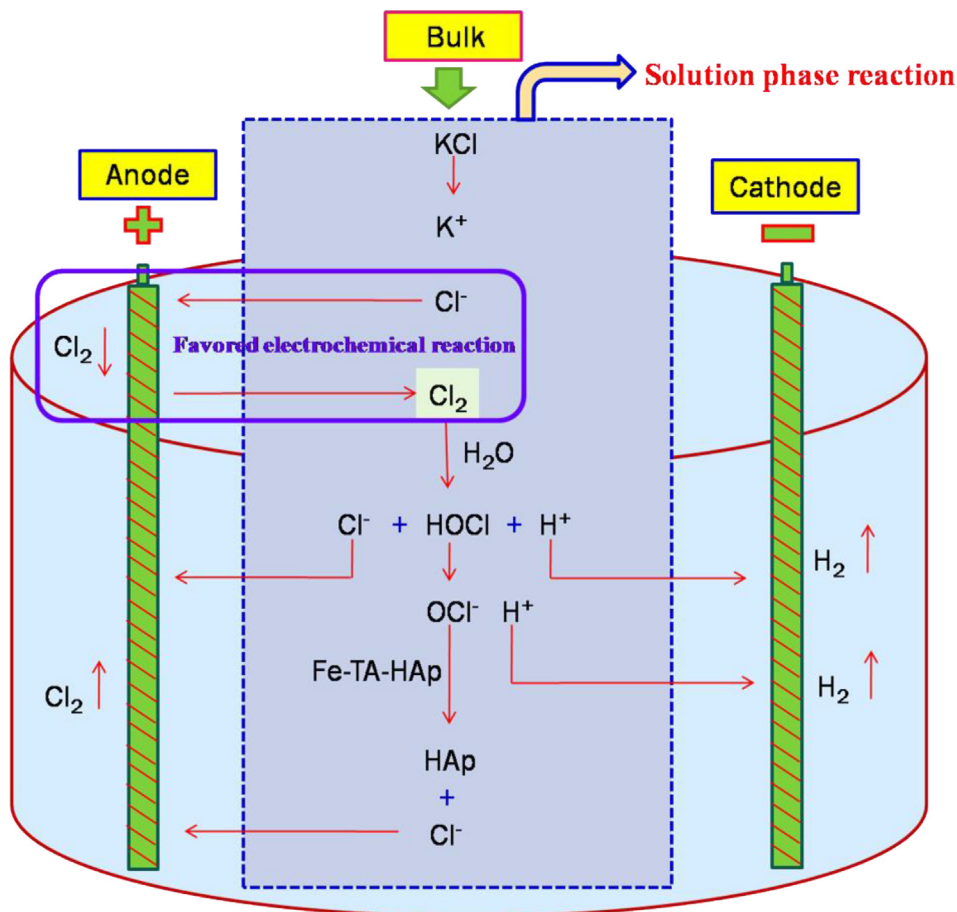 Bulk
Solution phase reaction
KCl
Anode
Cathode
K⁺
Cl⁻
Cl₂
Favored electrochemical reaction
Cl₂
H₂O
Cl⁻ + HOCl + H⁺
H₂
OCl⁻ H⁺
Fe-TA-HAp
Cl₂
H₂
HAp
+
Cl⁻